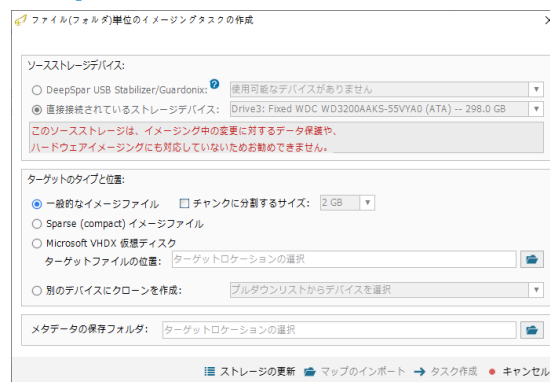 ファイル(フォルダ)単位のイメージングタスクの作成
ソースストレージデバイス:
DeepSpar USB Stabilizer/Guardonix: ? 使用可能なデバイスがありません
直接接続されているストレージデバイス: Drive3: Fixed WDC WD3200AAKS-55VYA0 (ATA) -- 298.0 GB
このソースストレージは、イメージング中の変更に対するデータ保護や、
ハードウェアイメージングにも対応していないためお勧めできません。
ターゲットのタイプと位置:
一般的なイメージファイル チャンクに分割するサイズ: 2 GB
Sparse (compact) イメージファイル
Microsoft VHDX 仮想ディスク
ターゲットファイルの位置: ターゲットロケーションの選択
別のデバイスにクローンを作成: プルダウンリストからデバイスを選択
メタデータの保存フォルダ: ターゲットロケーションの選択
ストレージの更新 マップのインポート タスク作成 キャンセル